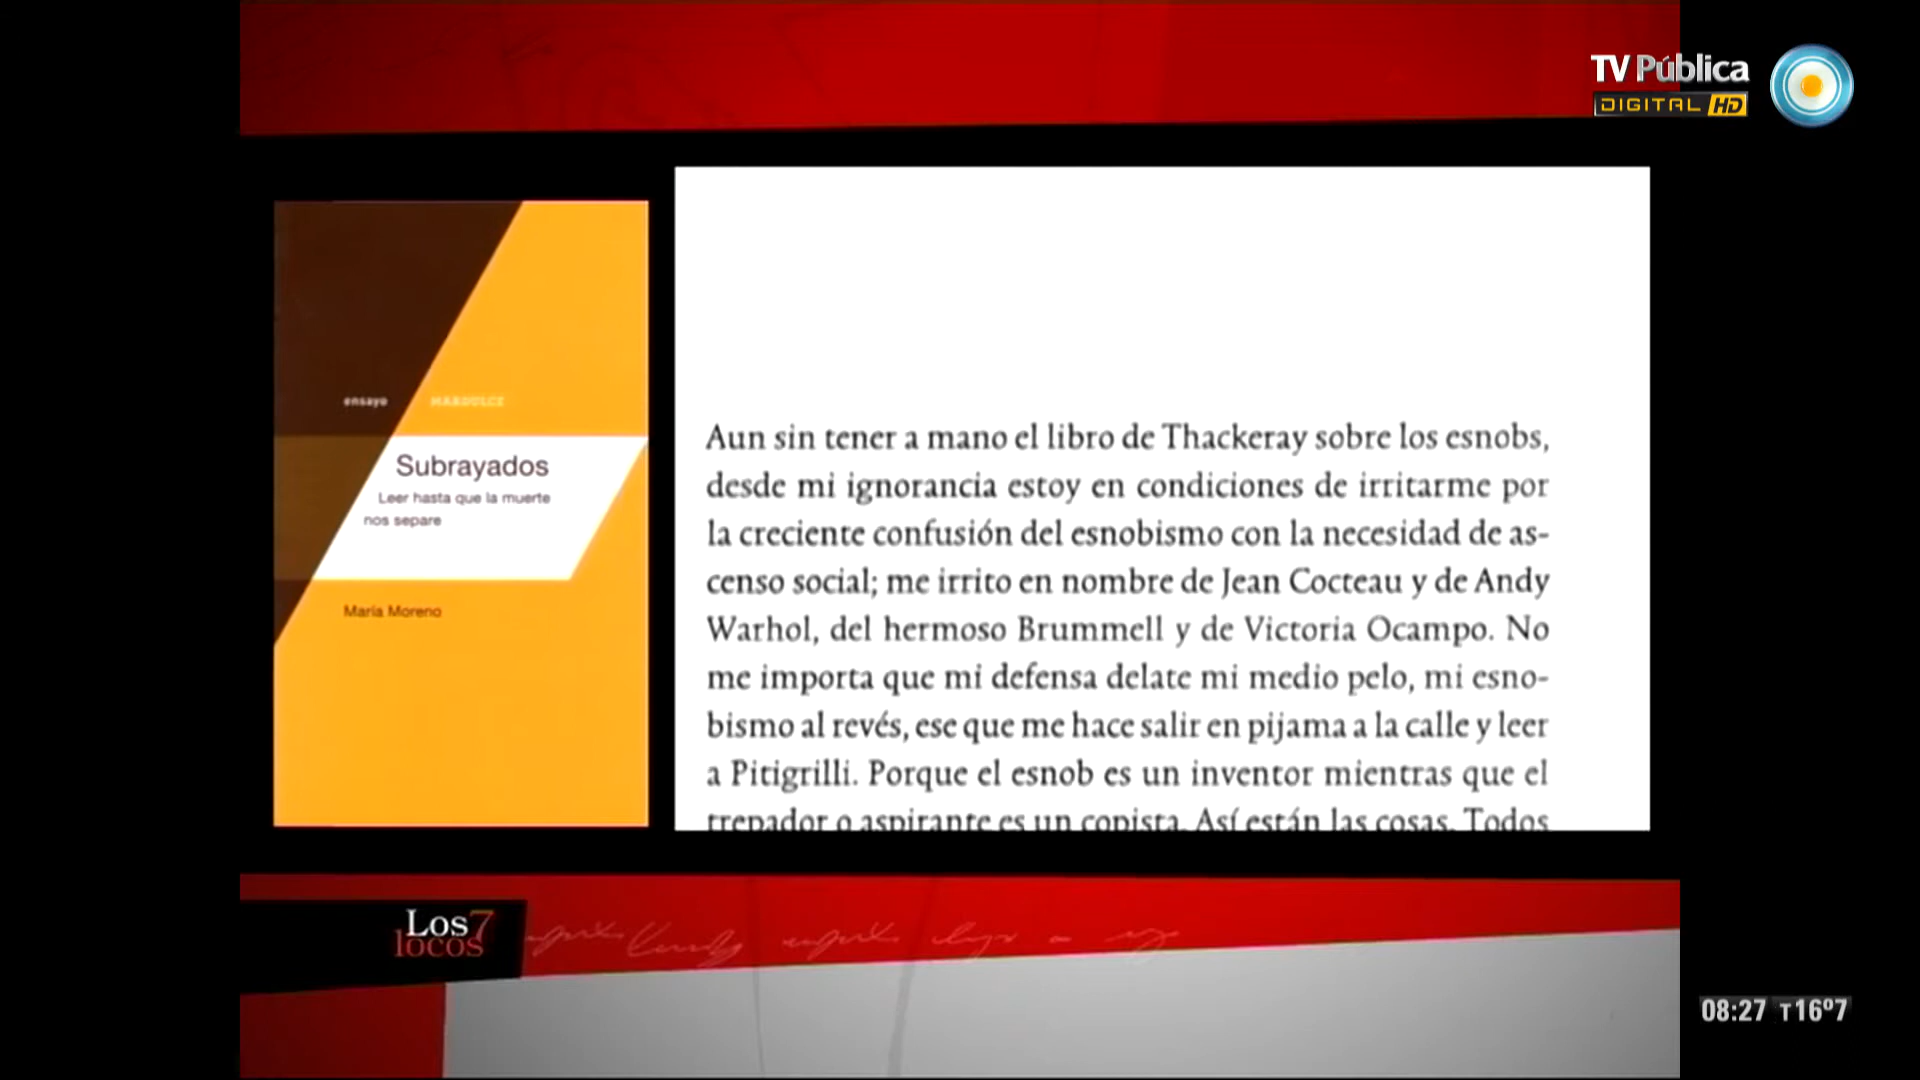 TV Pública
DIGITAL HD
ensayo MARDULCE
Subrayados
Leer hasta que la muerte
nos separe
María Moreno
Aun sin tener a mano el libro de Thackeray sobre los esnobs,
desde mi ignorancia estoy en condiciones de irritarme por
la creciente confusión del esnobismo con la necesidad de as-
censo social; me irrito en nombre de Jean Cocteau y de Andy
Warhol, del hermoso Brummell y de Victoria Ocampo. No
me importa que mi defensa delate mi medio pelo, mi esno-
bismo al revés, ese que me hace salir en pijama a la calle y leer
a Pitigrilli. Porque el esnob es un inventor mientras que el
trepador o aspirante es un copista. Así están las cosas. Todos
Los 7
locos
08:27 T16º7